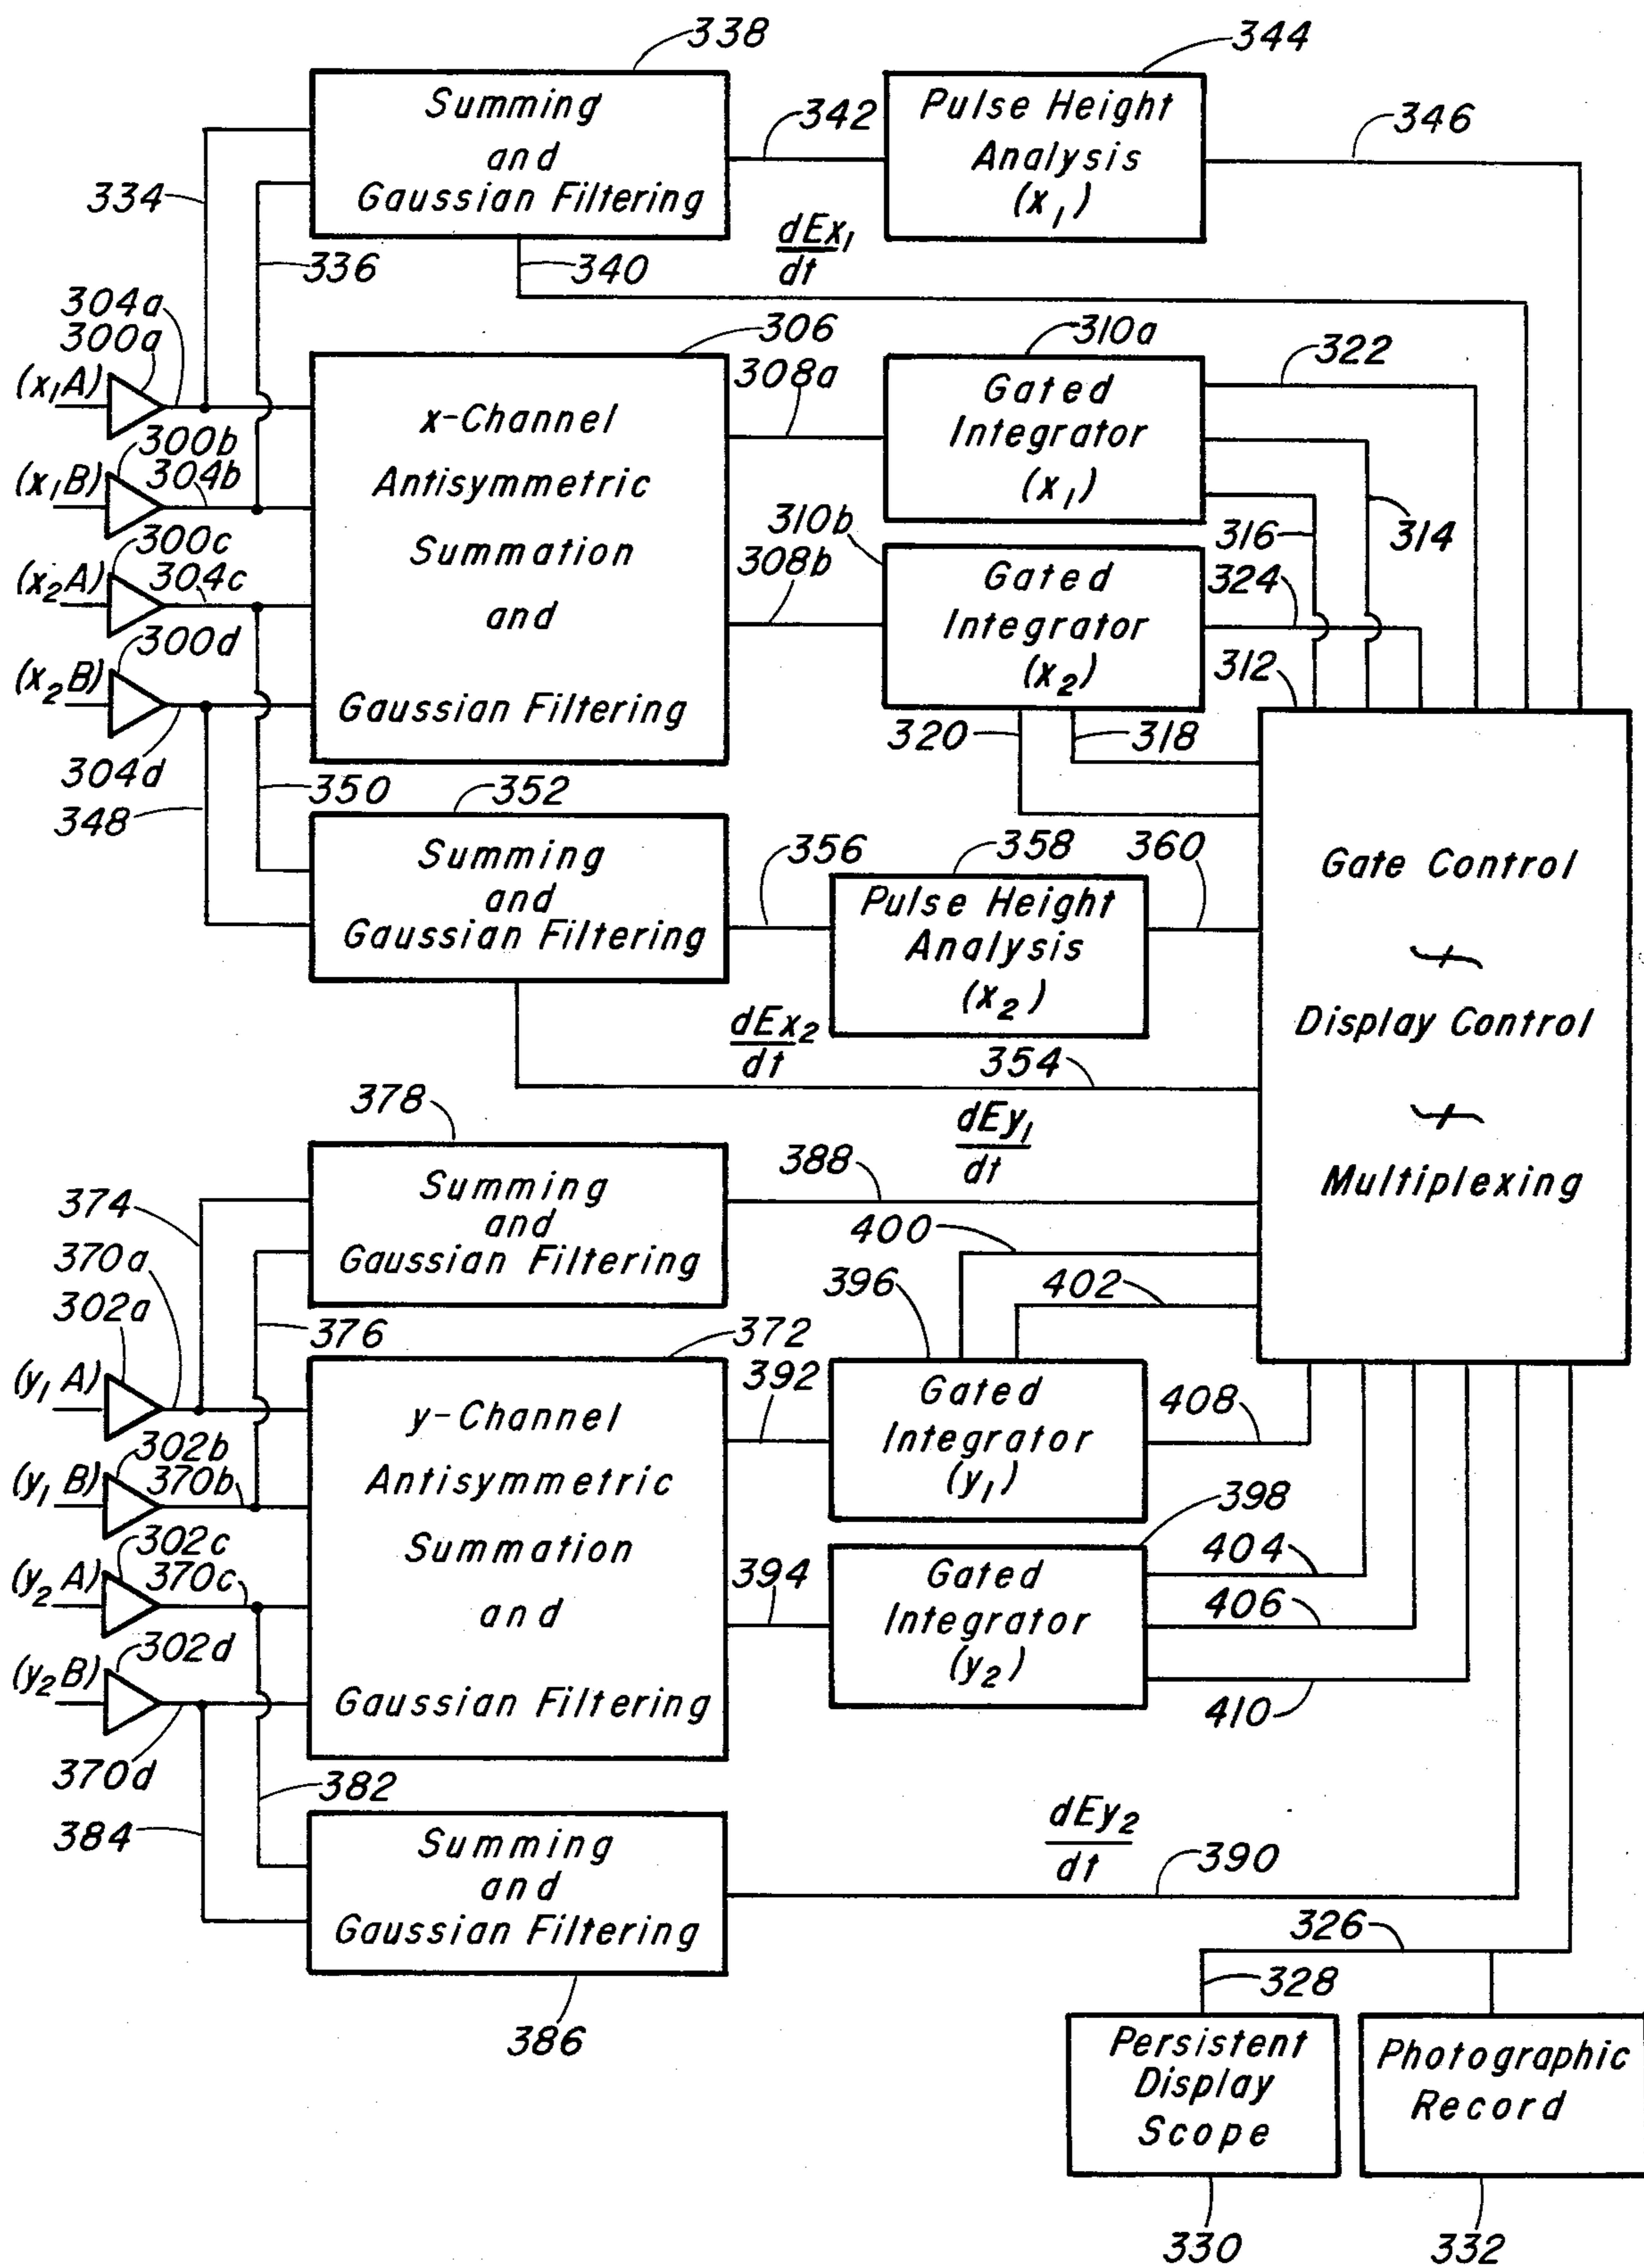 338
344
Summing
and
Gaussian Filtering
342
Pulse Height
Analysis
(x₁)
346
334
336
dEx₁
dt
340
304a
300a
306
310a
322
(x₁A)
308a
x-Channel
Antisymmetric
Summation
and
Gaussian Filtering
Gated
Integrator
(x₁)
300b
(x₁B)
304b
310b
316
314
300c
(x₂A)
304c
308b
Gated
Integrator
(x₂)
324
300d
(x₂B)
312
320
318
304d
350
352
348
Summing
and
Gaussian Filtering
356
358
360
Pulse Height
Analysis
(x₂)
Gate Control
Display Control
Multiplexing
dEx₂
dt
354
378
dEy₁
dt
388
374
Summing
and
Gaussian Filtering
400
370a
396
402
302a
376
372
(y₁A)
392
y-Channel
Antisymmetric
Summation
and
Gaussian Filtering
Gated
Integrator
(y₁)
408
302b
(y₁B)
370b
398
302c
(y₂A)
370c
394
Gated
Integrator
(y₂)
404
406
302d
(y₂B)
410
370d
382
384
Summing
and
Gaussian Filtering
dEy₂
dt
390
326
328
386
Persistent
Display
Scope
Photographic
Record
330
332